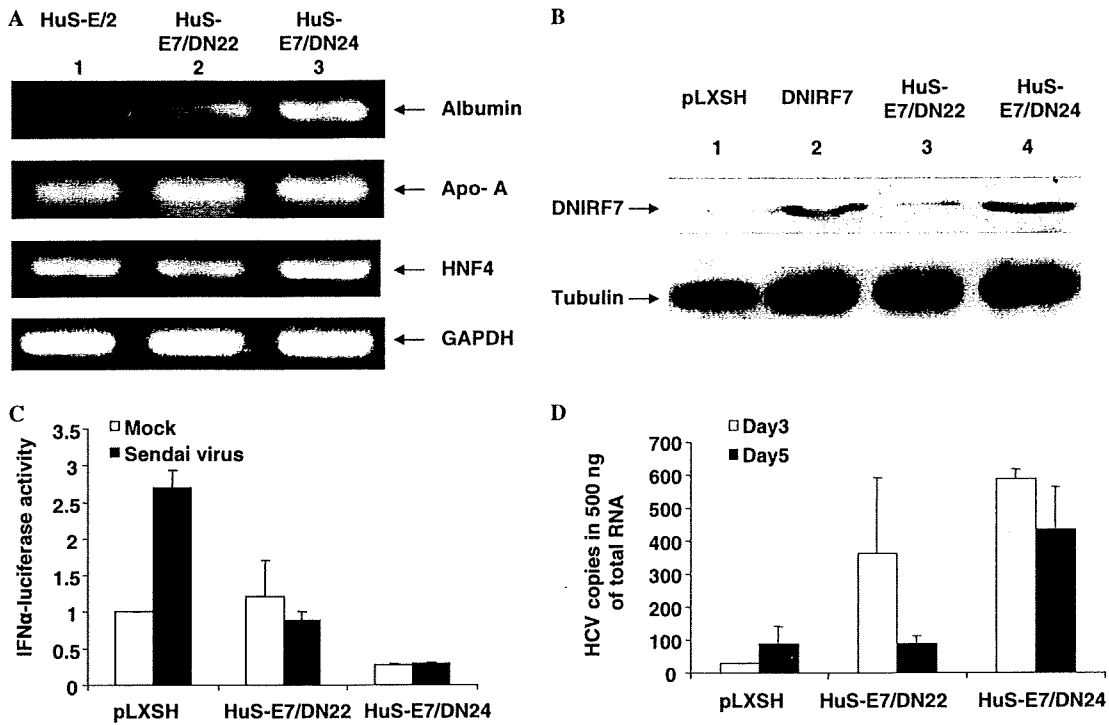 A
HuS-E/2
HuS-
E7/DN22
HuS-
E7/DN24
1
2
3
Albumin
Apo- A
HNF4
GAPDH
B
pLXSH
DNIRF7
HuS-
E7/DN22
HuS-
E7/DN24
1
2
3
4
DNIRF7
Tubulin
C
Mock
Sendai virus
IFNα-luciferase activity
3.5
3
2.5
2
1.5
1
0.5
0
pLXSH
HuS-E7/DN22
HuS-E7/DN24
D
Day3
Day5
HCV copies in 500 ng
of total RNA
700
600
500
400
300
200
100
0
pLXSH
HuS-E7/DN22
HuS-E7/DN24